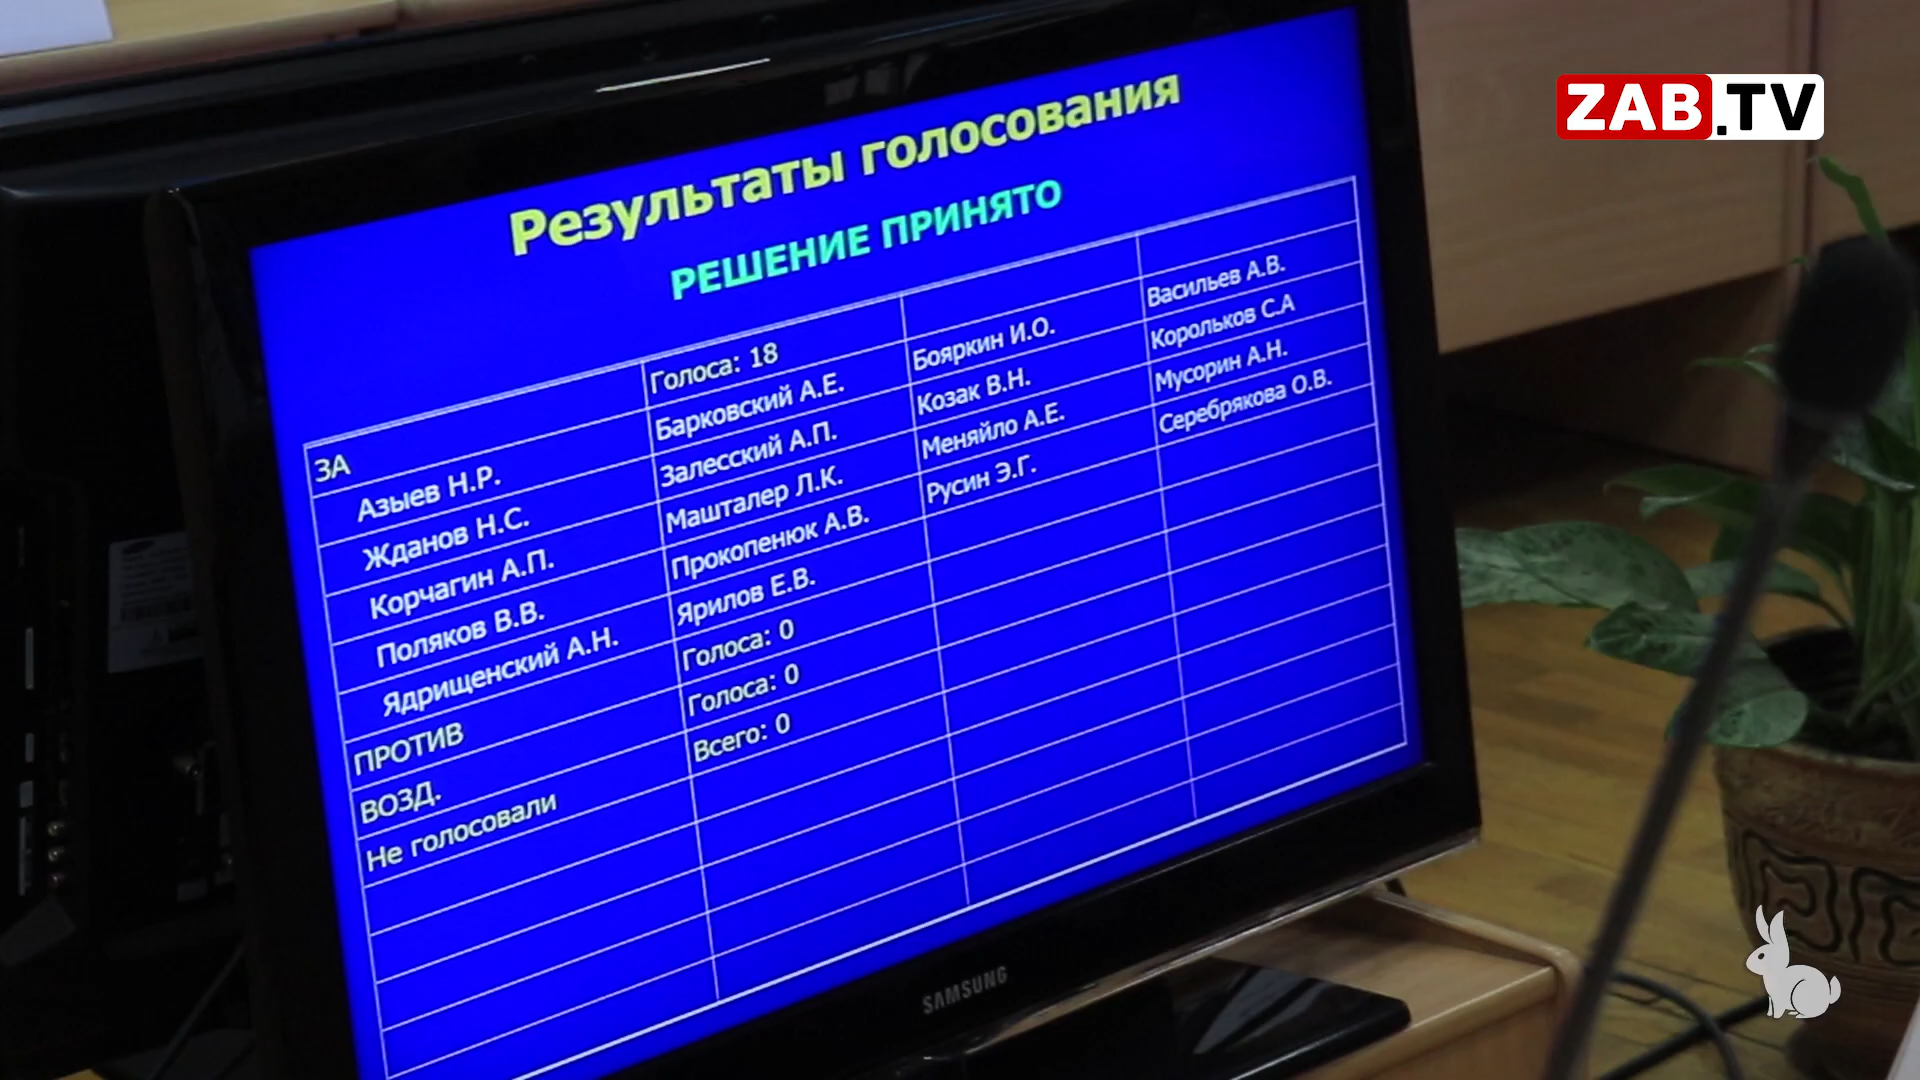 ZAB.TV
Результаты голосования
РЕШЕНИЕ ПРИНЯТО
ЗА Голоса: 18
Азыев Н.Р. Барковский А.Е. Бояркин И.О. Васильев А.В.
Жданов Н.С. Залесский А.П. Козак В.Н. Корольков С.А
Корчагин А.П. Машталер Л.К. Меняйло А.Е. Мусорин А.Н.
Поляков В.В. Прокопенюк А.В. Русин Э.Г. Серебрякова О.В.
Ядрищенский А.Н. Ярилов Е.В.
ПРОТИВ Голоса: 0
ВОЗД. Голоса: 0
Не голосовали Всего: 0
SAMSUNG